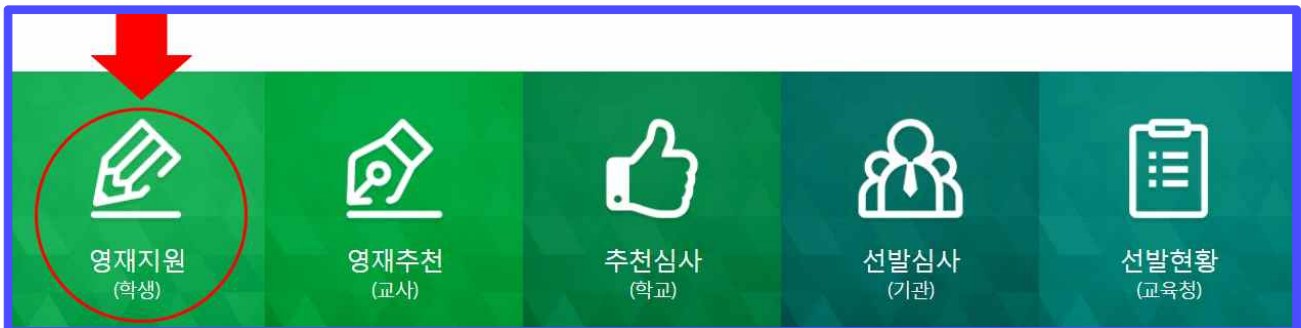 영재지원
(학생)
영재추천
(교사)
추천심사
(학교)
선발심사
(기관)
선발현황
(교육청)